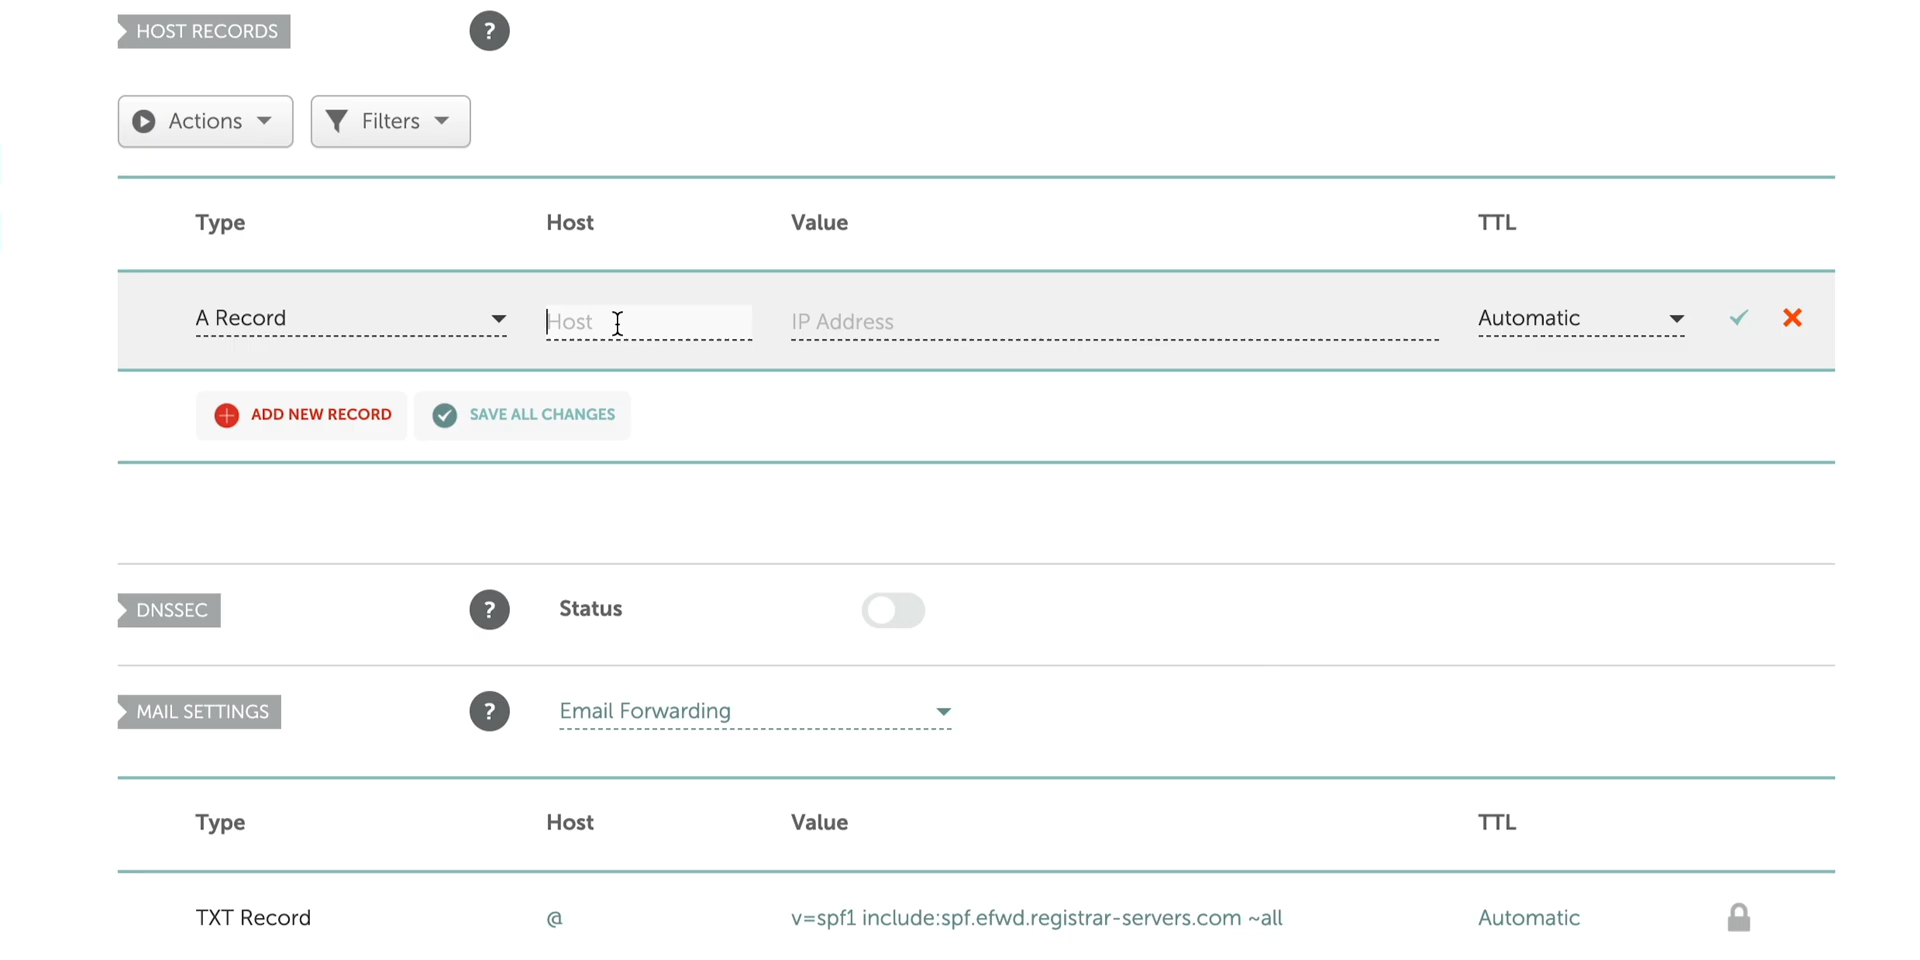 HOST RECORDS ?
Actions Filters
Type Host Value TTL
A Record Host IP Address Automatic
ADD NEW RECORD SAVE ALL CHANGES
DNSSEC ? Status
MAIL SETTINGS ? Email Forwarding
Type Host Value TTL
TXT Record @ v=spf1 include:spf.efwd.registrar-servers.com ~all Automatic